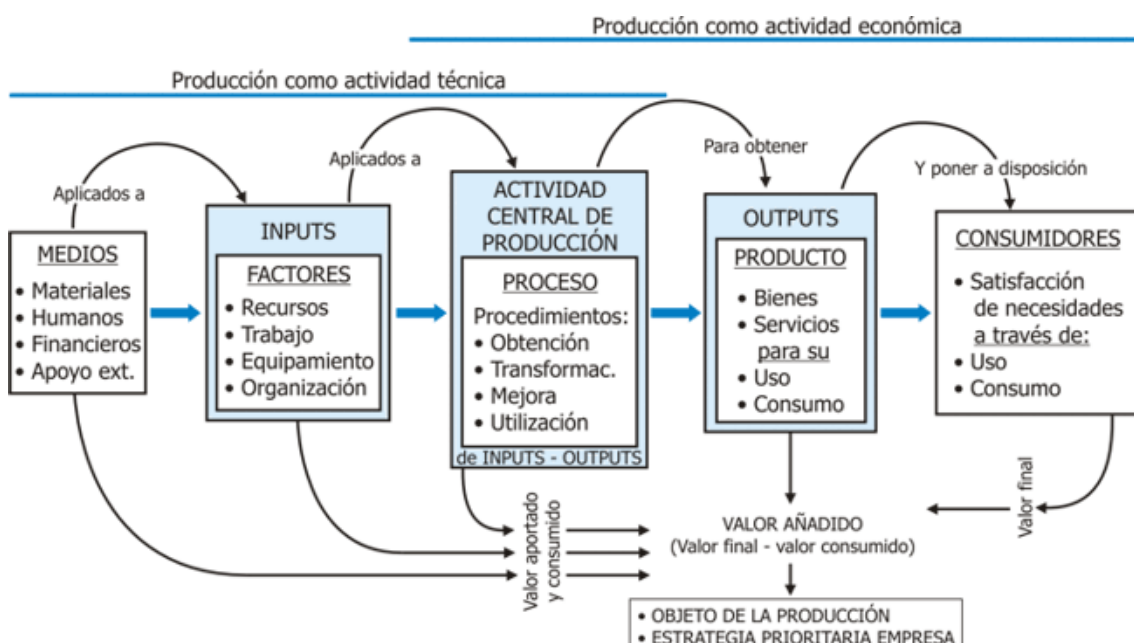 Producción como actividad económica
Producción como actividad técnica
Aplicados a
Aplicados a
Para obtener
Y poner a disposición
MEDIOS
• Materiales
• Humanos
• Financieros
• Apoyo ext.
INPUTS
FACTORES
• Recursos
• Trabajo
• Equipamiento
• Organización
ACTIVIDAD
CENTRAL DE
PRODUCCIÓN
PROCESO
Procedimientos:
• Obtención
• Transformac.
• Mejora
• Utilización
de INPUTS - OUTPUTS
OUTPUTS
PRODUCTO
• Bienes
• Servicios
para su
• Uso
• Consumo
CONSUMIDORES
• Satisfacción
de necesidades
a través de:
• Uso
• Consumo
Valor aportado
y consumido
VALOR AÑADIDO
(Valor final - valor consumido)
Valor final
• OBJETO DE LA PRODUCCIÓN
• ESTRATEGIA PRIORITARIA EMPRESA